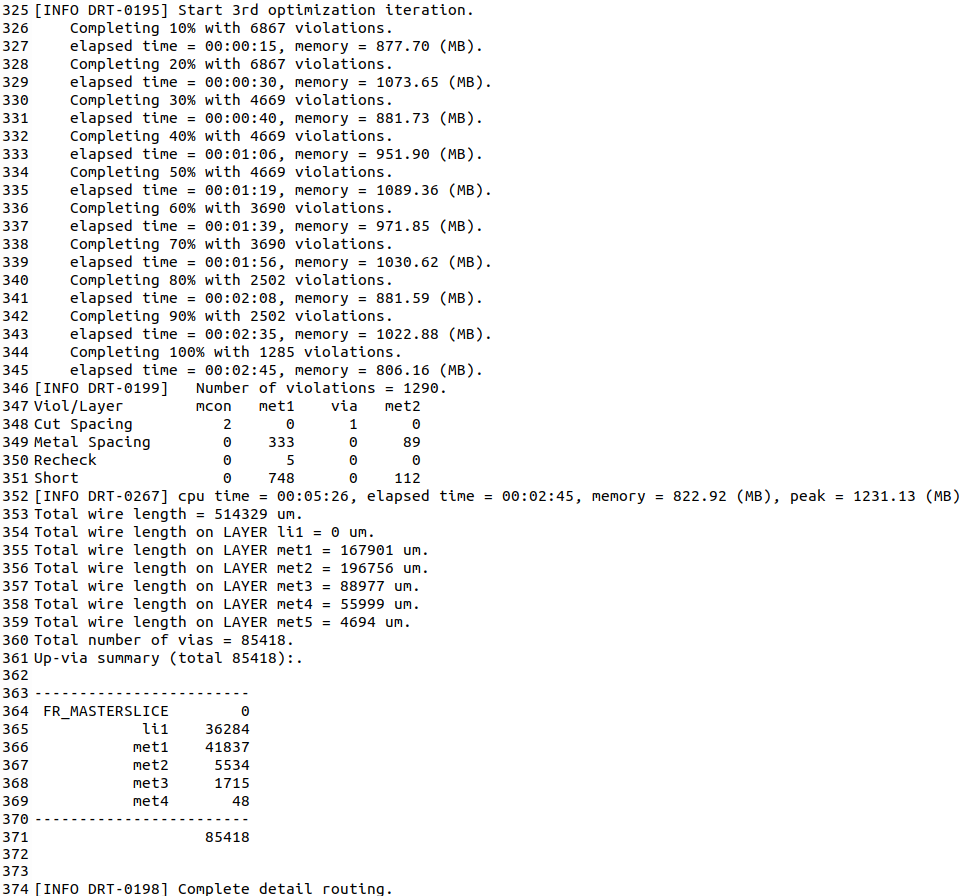 325 [INFO DRT-0195] Start 3rd optimization iteration.
326     Completing 10% with 6867 violations.
327     elapsed time = 00:00:15, memory = 877.70 (MB).
328     Completing 20% with 6867 violations.
329     elapsed time = 00:00:30, memory = 1073.65 (MB).
330     Completing 30% with 4669 violations.
331     elapsed time = 00:00:40, memory = 881.73 (MB).
332     Completing 40% with 4669 violations.
333     elapsed time = 00:01:06, memory = 951.90 (MB).
334     Completing 50% with 4669 violations.
335     elapsed time = 00:01:19, memory = 1089.36 (MB).
336     Completing 60% with 3690 violations.
337     elapsed time = 00:01:39, memory = 971.85 (MB).
338     Completing 70% with 3690 violations.
339     elapsed time = 00:01:56, memory = 1030.62 (MB).
340     Completing 80% with 2502 violations.
341     elapsed time = 00:02:08, memory = 881.59 (MB).
342     Completing 90% with 2502 violations.
343     elapsed time = 00:02:35, memory = 1022.88 (MB).
344     Completing 100% with 1285 violations.
345     elapsed time = 00:02:45, memory = 806.16 (MB).
346 [INFO DRT-0199]   Number of violations = 1290.
347 Viol/Layer        mcon   met1    via   met2
348 Cut Spacing          2      0      1      0
349 Metal Spacing        0    333      0     89
350 Recheck              0      5      0      0
351 Short                0    748      0    112
352 [INFO DRT-0267] cpu time = 00:05:26, elapsed time = 00:02:45, memory = 822.92 (MB), peak = 1231.13 (MB)
353 Total wire length = 514329 um.
354 Total wire length on LAYER li1 = 0 um.
355 Total wire length on LAYER met1 = 167901 um.
356 Total wire length on LAYER met2 = 196756 um.
357 Total wire length on LAYER met3 = 88977 um.
358 Total wire length on LAYER met4 = 55999 um.
359 Total wire length on LAYER met5 = 4694 um.
360 Total number of vias = 85418.
361 Up-via summary (total 85418):.
362
363 ------------------------
364  FR_MASTERSLICE        0
365             li1    36284
366            met1    41837
367            met2     5534
368            met3     1715
369            met4       48
370 ------------------------
371                    85418
372
373
374 [INFO DRT-0198] Complete detail routing.